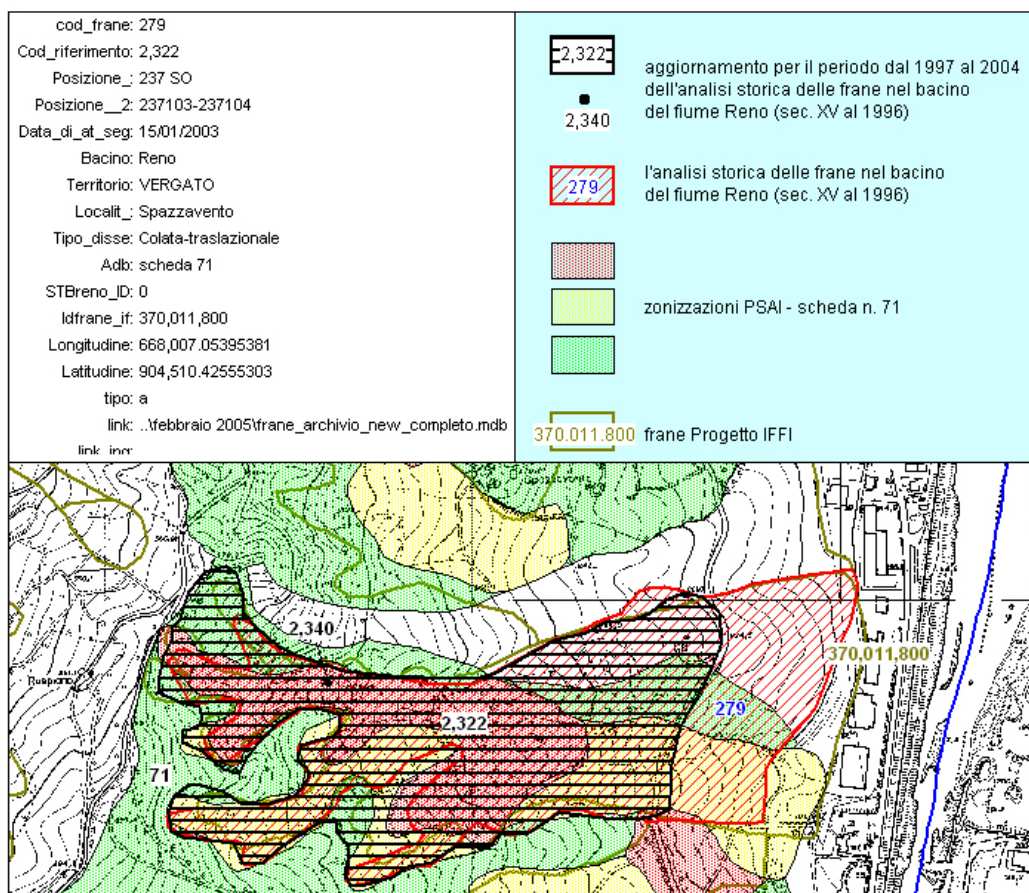 cod_frane: 279
Cod_riferimento: 2,322
Posizione_: 237 SO
Posizione__2: 237103-237104
Data_di_at_seg: 15/01/2003
Bacino: Reno
Territorio: VERGATO
Localit_: Spazzavento
Tipo_disse: Colata-traslazionale
Adb: scheda 71
STBreno_ID: 0
Idfrane_if: 370,011,800
Longitudine: 668,007.05395381
Latitudine: 904,510.42555303
tipo: a
link: ..\febbraio 2005\frane_archivio_new_completo.mdb
2,322
aggiornamento per il periodo dal 1997 al 2004
dell'analisi storica delle frane nel bacino
del fiume Reno (sec. XV al 1996)
2,340
279
l'analisi storica delle frane nel bacino
del fiume Reno (sec. XV al 1996)
zonizzazioni PSAI - scheda n. 71
370.011.800
frane Progetto IFFI
2,340
370.011.800
279
2,322
71